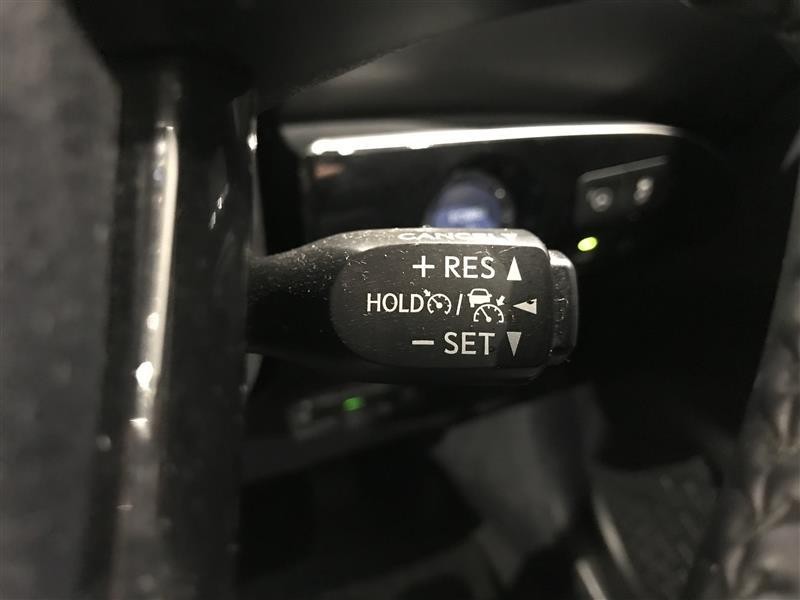 CANCEL
+ RES
HOLD /
− SET